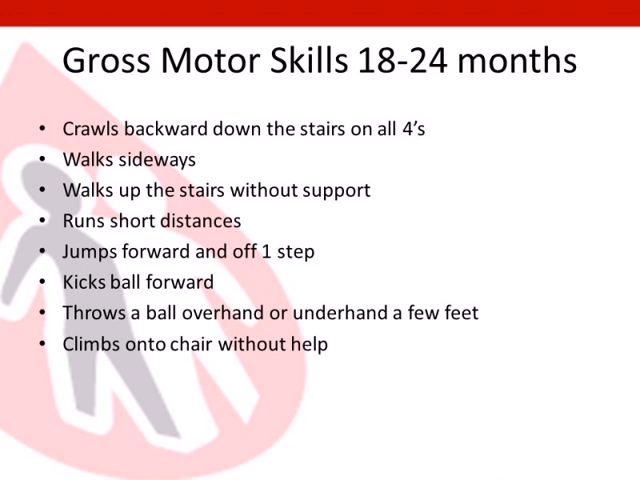 Gross Motor Skills 18-24 months
• Crawls backward down the stairs on all 4’s
• Walks sideways
• Walks up the stairs without support
• Runs short distances
• Jumps forward and off 1 step
• Kicks ball forward
• Throws a ball overhand or underhand a few feet
• Climbs onto chair without help